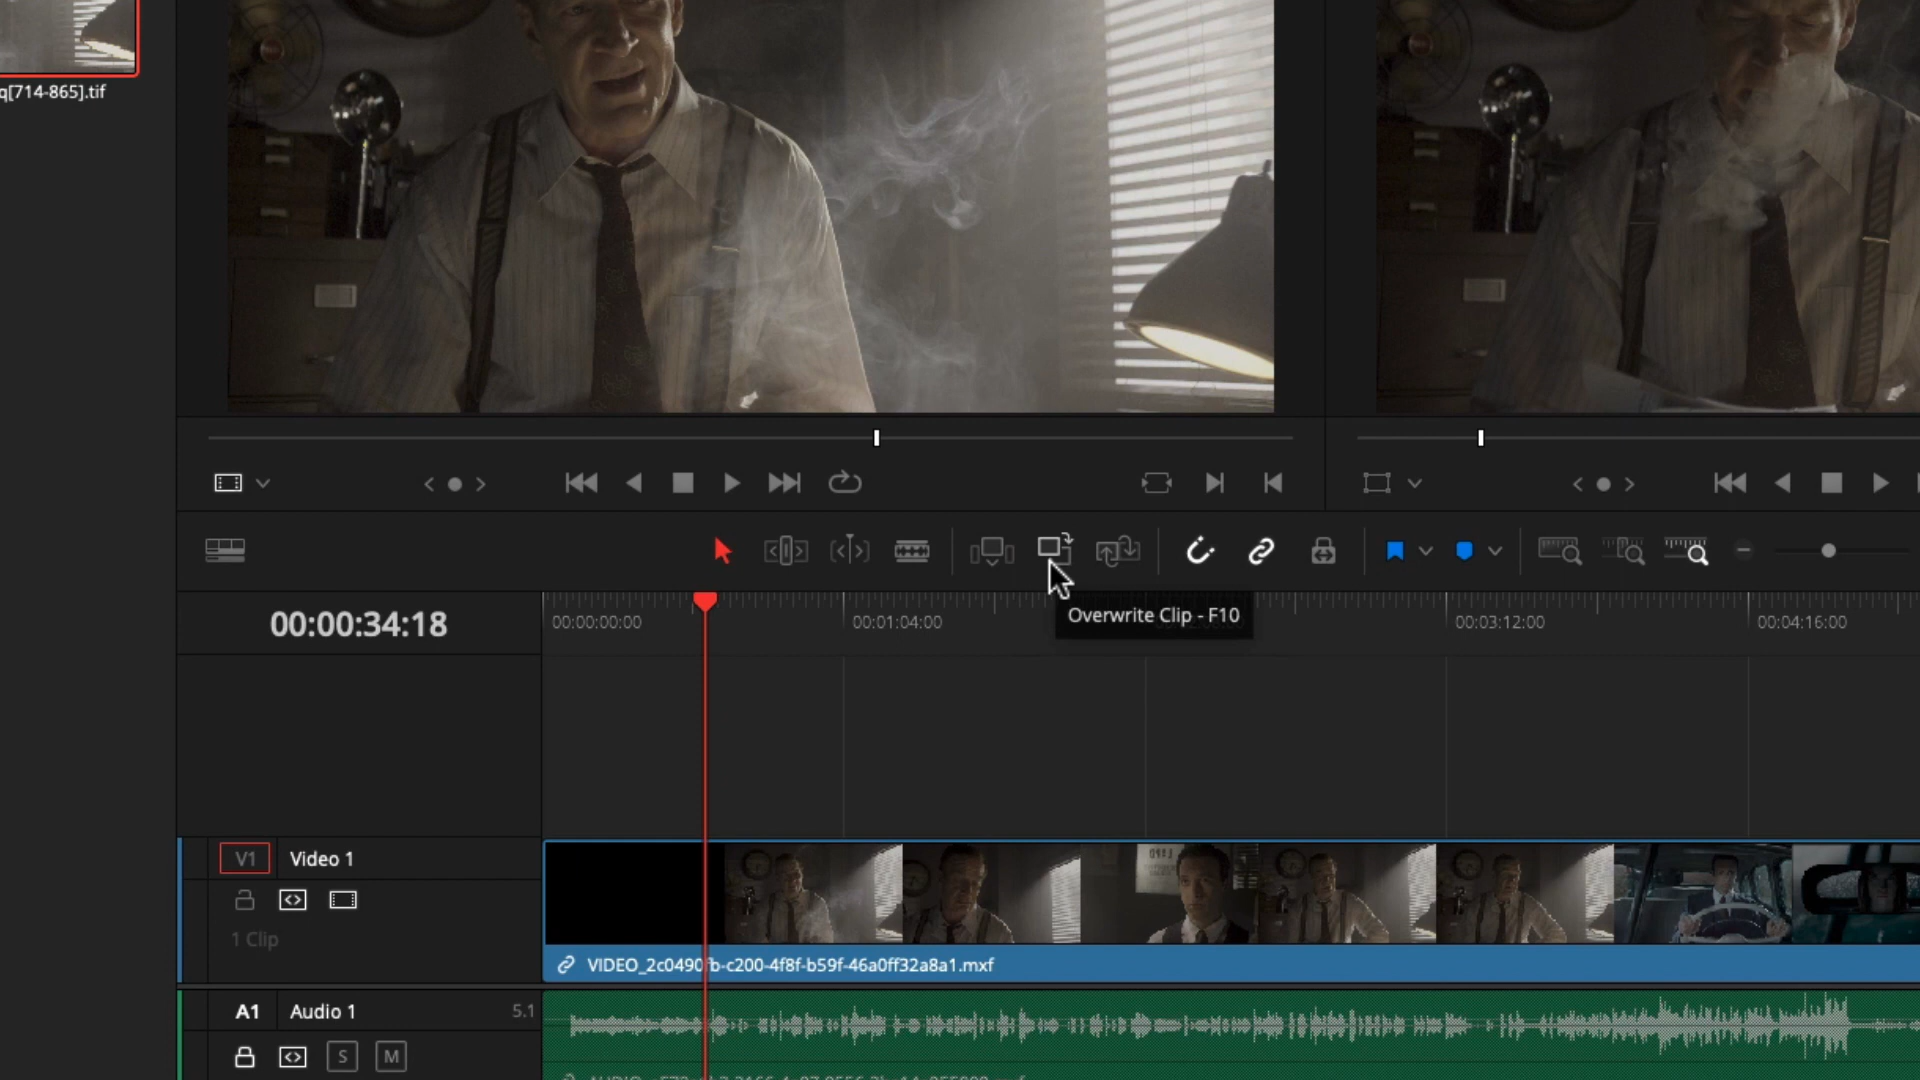 q[714-865].tif
00:00:34:18
00:00:00:00
00:01:04:00
Overwrite Clip - F10
00:03:12:00
00:04:16:00
V1
Video 1
1 Clip
VIDEO_2c0490fb-c200-4f8f-b59f-46a0ff32a8a1.mxf
A1
Audio 1
5.1
S
M